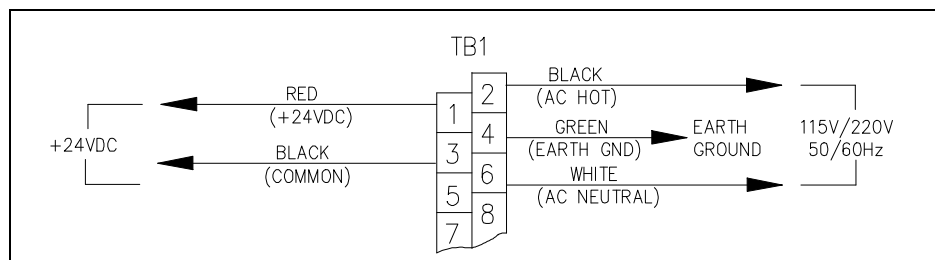 TB1
RED
(+24VDC)
BLACK
(COMMON)
+24VDC
1
3
5
7
2
4
6
8
BLACK
(AC HOT)
GREEN
(EARTH GND)
WHITE
(AC NEUTRAL)
EARTH
GROUND
115V/220V
50/60Hz